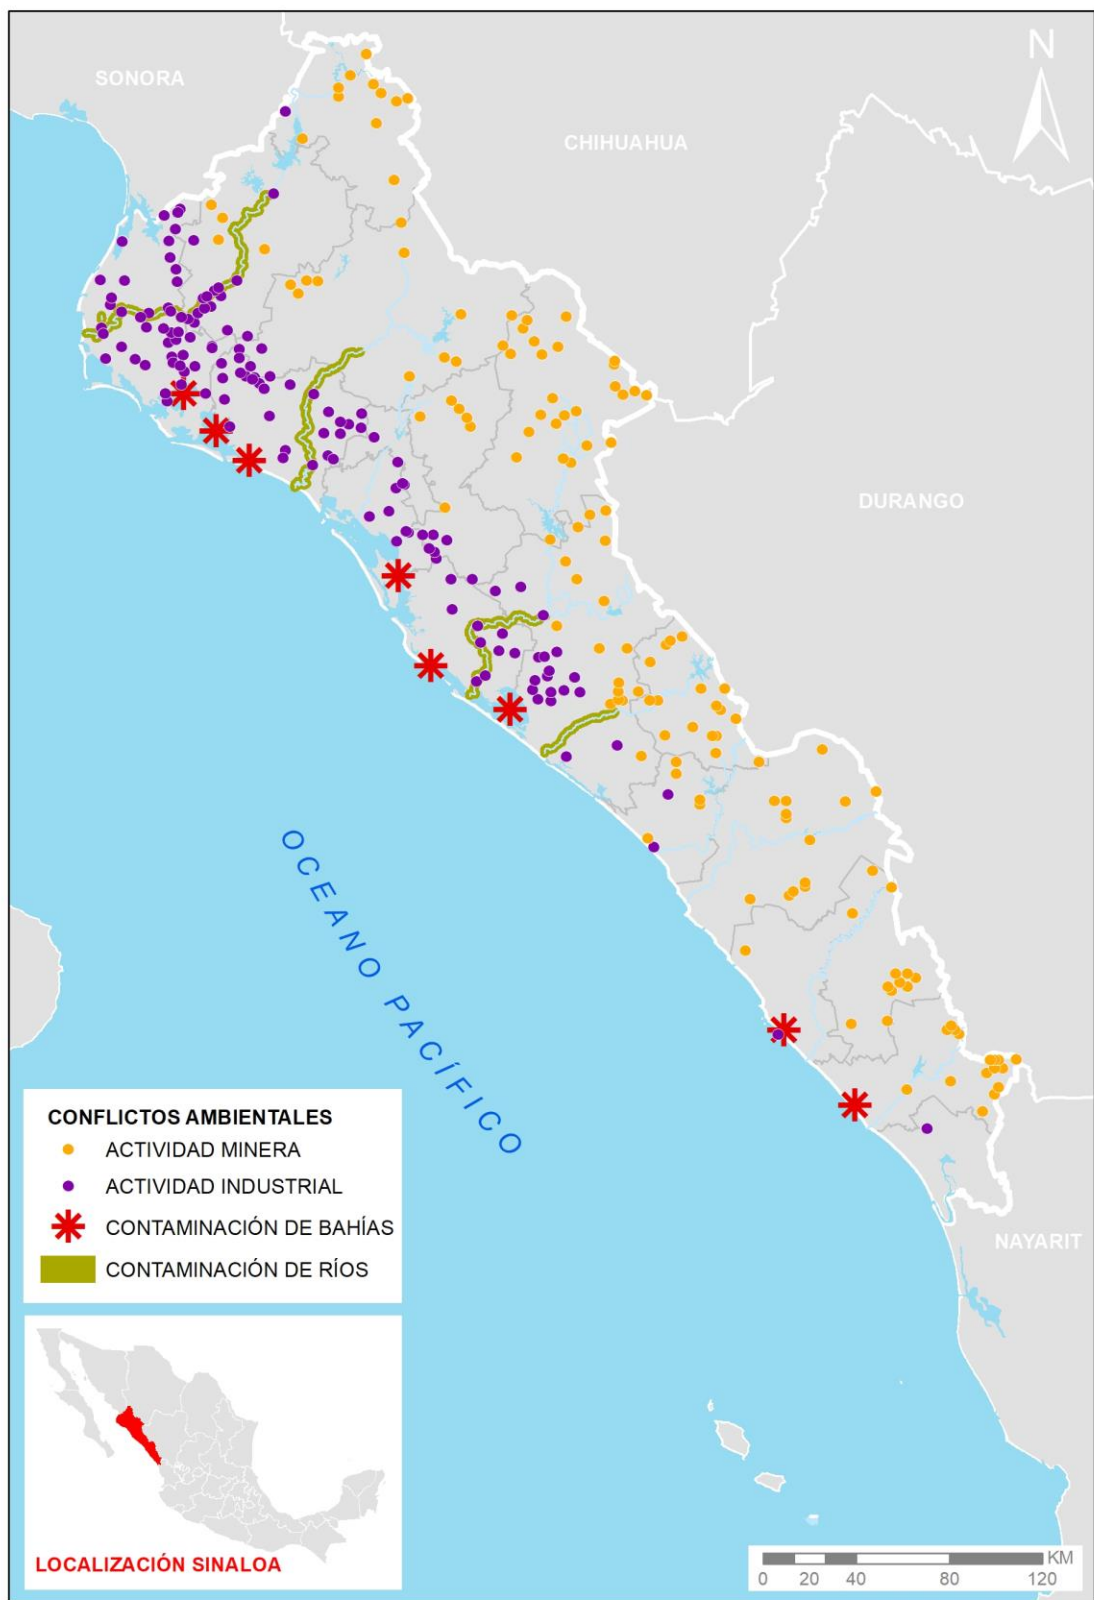 SONORA
N
CHIHUAHUA
DURANGO
OCEANO PACÍFICO
CONFLICTOS AMBIENTALES
ACTIVIDAD MINERA
ACTIVIDAD INDUSTRIAL
CONTAMINACIÓN DE BAHÍAS
CONTAMINACIÓN DE RÍOS
NAYARIT
LOCALIZACIÓN SINALOA
KM
0 20 40 80 120